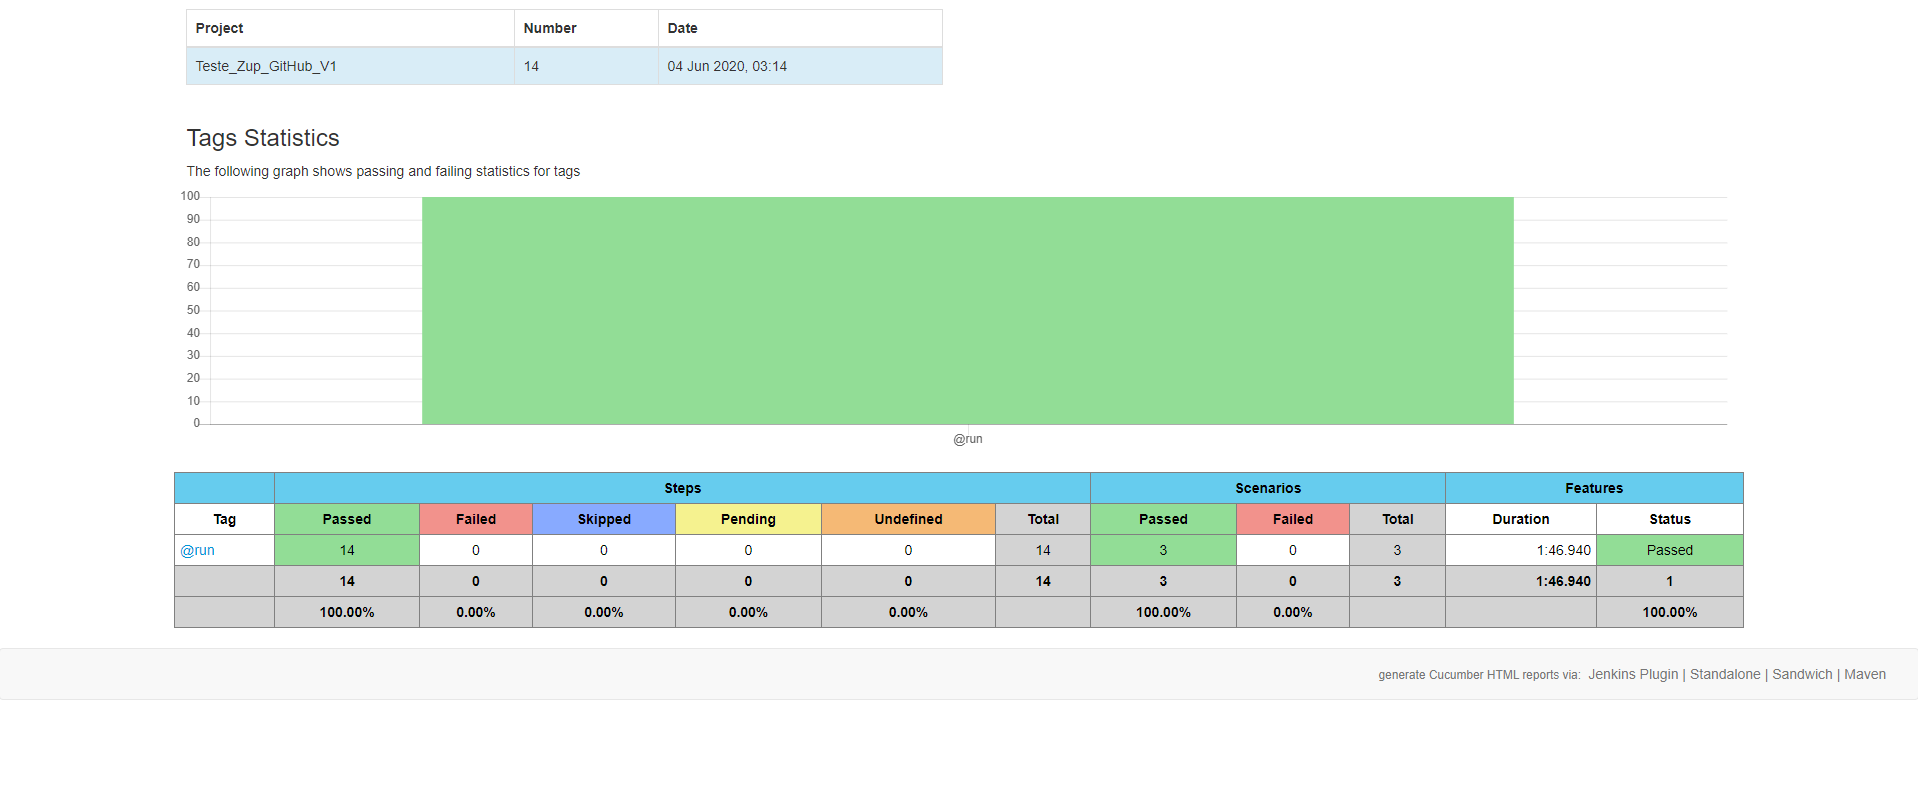 Project Number Date
Teste_Zup_GitHub_V1 14 04 Jun 2020, 03:14
Tags Statistics
The following graph shows passing and failing statistics for tags
100
90
80
70
60
50
40
30
20
10
0
@run
Steps Scenarios Features
Tag Passed Failed Skipped Pending Undefined Total Passed Failed Total Duration Status
@run 14 0 0 0 0 14 3 0 3 1:46.940 Passed
14 0 0 0 0 14 3 0 3 1:46.940 1
100.00% 0.00% 0.00% 0.00% 0.00% 100.00% 0.00% 100.00%
generate Cucumber HTML reports via: Jenkins Plugin | Standalone | Sandwich | Maven